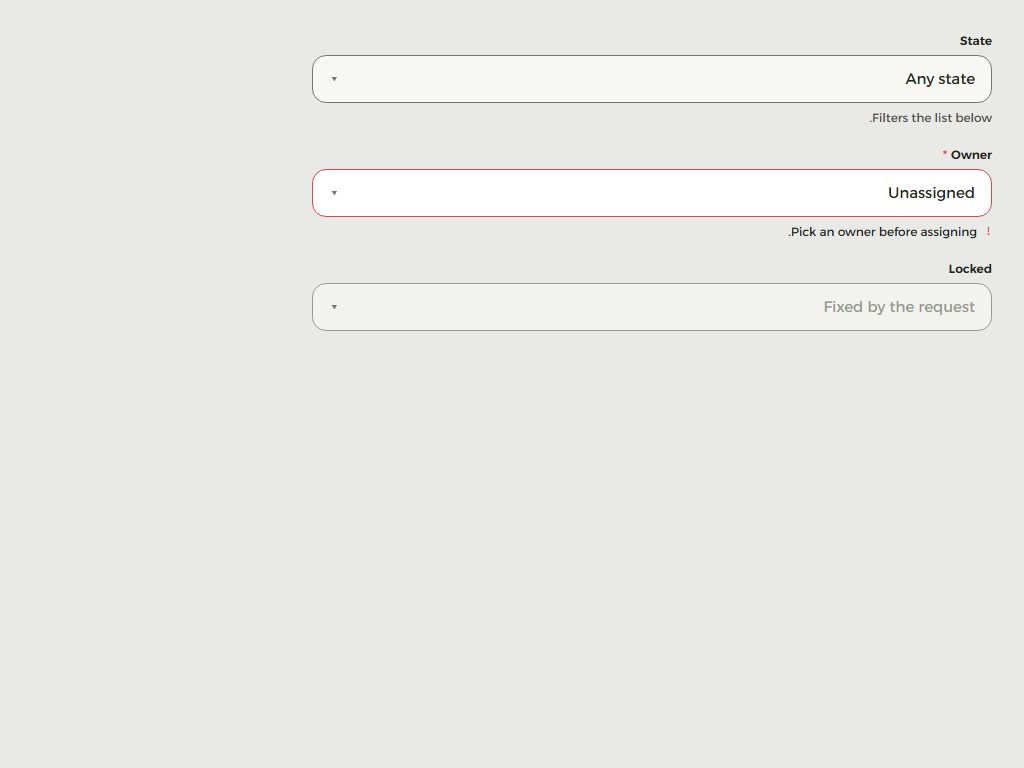 State
Any state
Filters the list below.
Owner *
Unassigned
! Pick an owner before assigning.
Locked
Fixed by the request